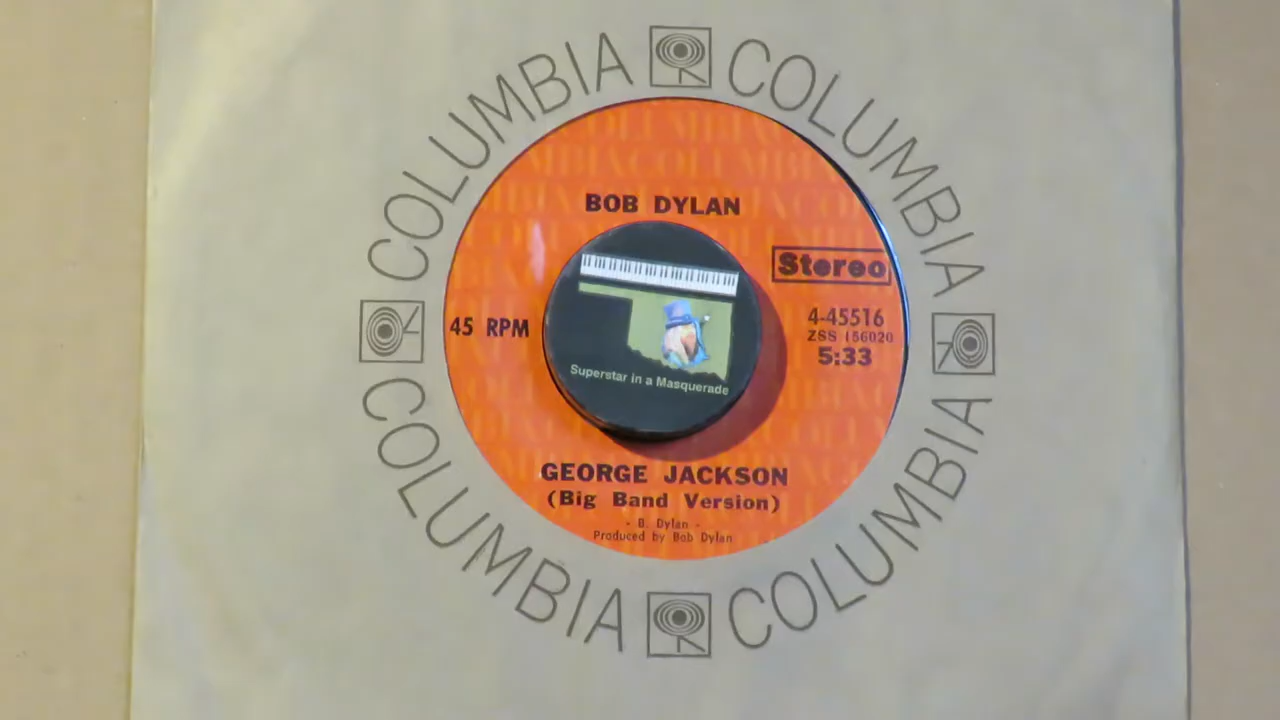 COLUMBIA
COLUMBIA
BOB DYLAN
Stereo
45 RPM
4-45516
ZSS 156020
5:33
Superstar in a Masquerade
GEORGE JACKSON
(Big Band Version)
- B. Dylan -
Produced by Bob Dylan
COLUMBIA
COLUMBIA